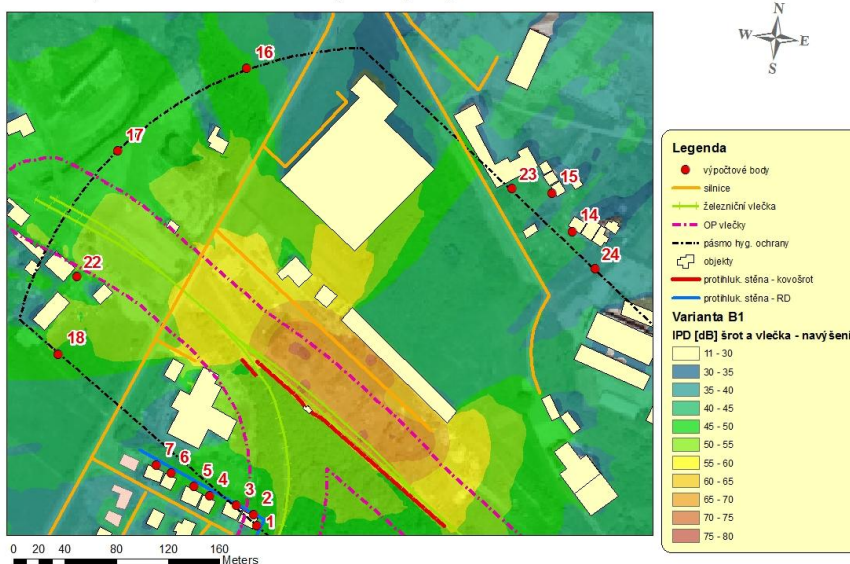 N
W E
S
16
17
23
15
14
24
22
18
7
6
5
4
3
2
1
0 20 40 80 120 160
Meters
Legenda
výpočtové body
silnice
železniční vlečka
OP vlečky
pásmo hyg. ochrany
objekty
protihluk. stěna - kovošrot
protihluk. stěna - RD
Varianta B1
IPD [dB] šrot a vlečka - navýšení
11 - 30
30 - 35
35 - 40
40 - 45
45 - 50
50 - 55
55 - 60
60 - 65
65 - 70
70 - 75
75 - 80